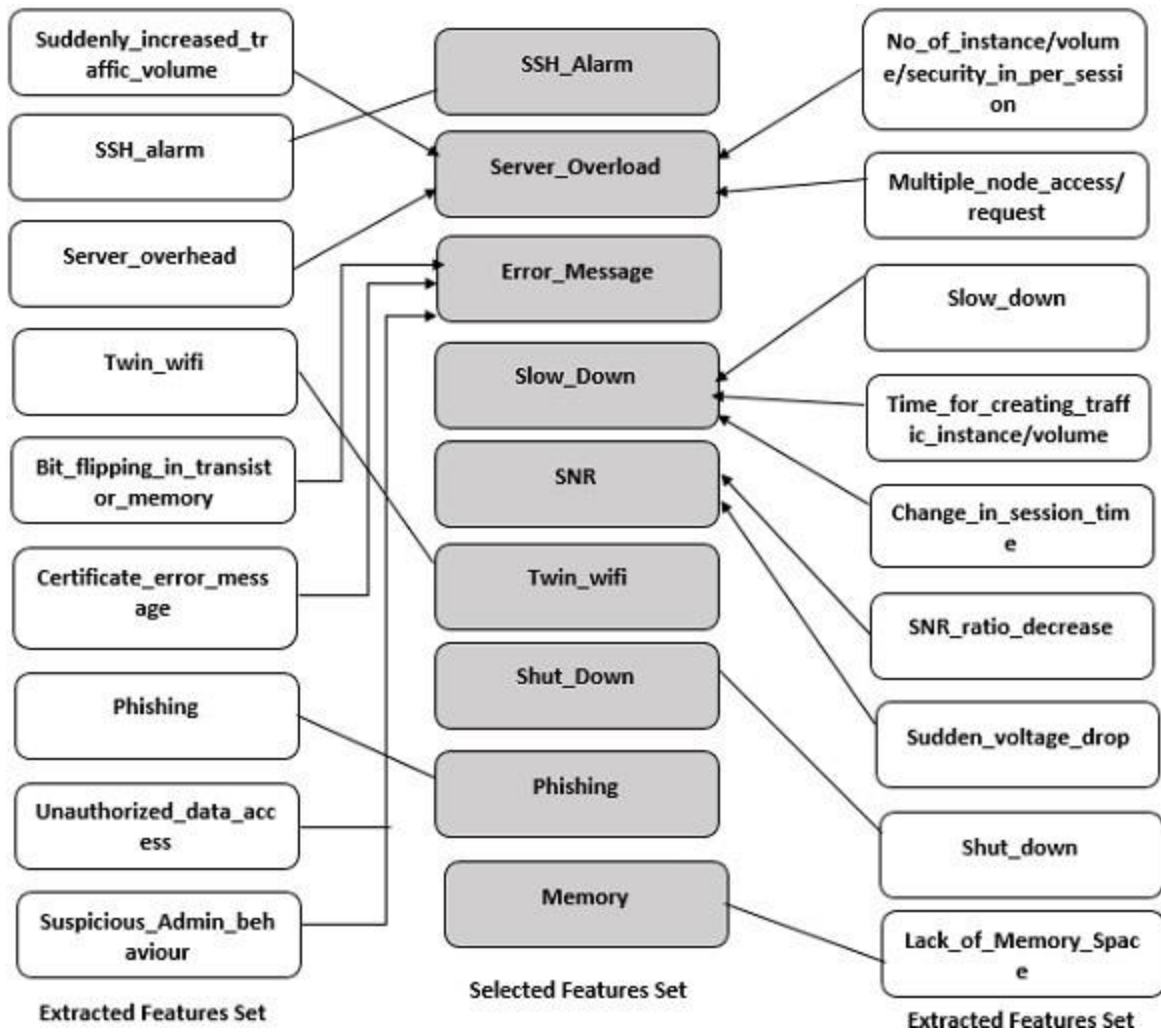 Suddenly_increased_tr
affic_volume
SSH_alarm
Server_overhead
Twin_wifi
Bit_flipping_in_transist
or_memory
Certificate_error_mess
age
Phishing
Unauthorized_data_acc
ess
Suspicious_Admin_beh
aviour
Extracted Features Set
SSH_Alarm
Server_Overload
Error_Message
Slow_Down
SNR
Twin_wifi
Shut_Down
Phishing
Memory
Selected Features Set
No_of_instance/volum
e/security_in_per_sessi
on
Multiple_node_access/
request
Slow_down
Time_for_creating_traff
ic_instance/volume
Change_in_session_tim
e
SNR_ratio_decrease
Sudden_voltage_drop
Shut_down
Lack_of_Memory_Spac
e
Extracted Features Set